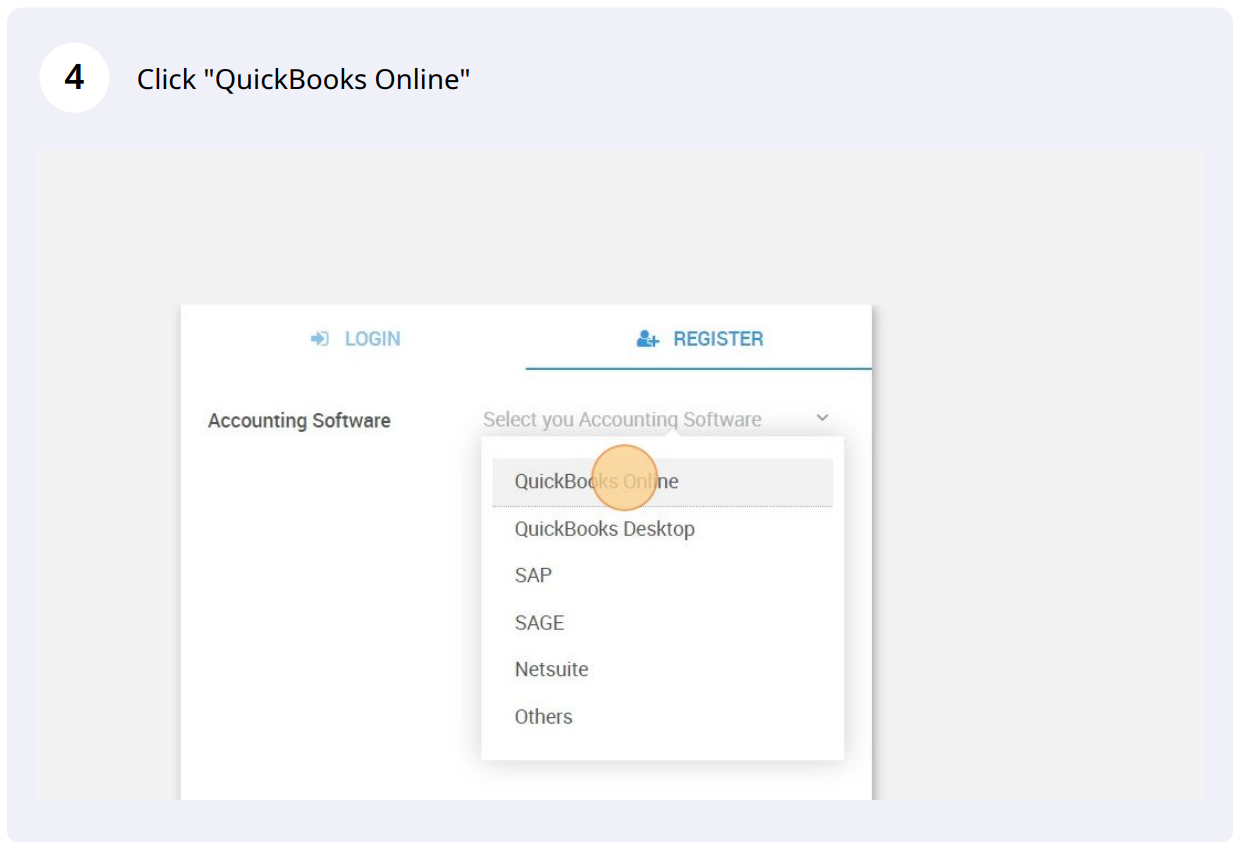 4
Click "QuickBooks Online"
LOGIN
REGISTER
Accounting Software
Select you Accounting Software
QuickBooks Online
QuickBooks Desktop
SAP
SAGE
Netsuite
Others